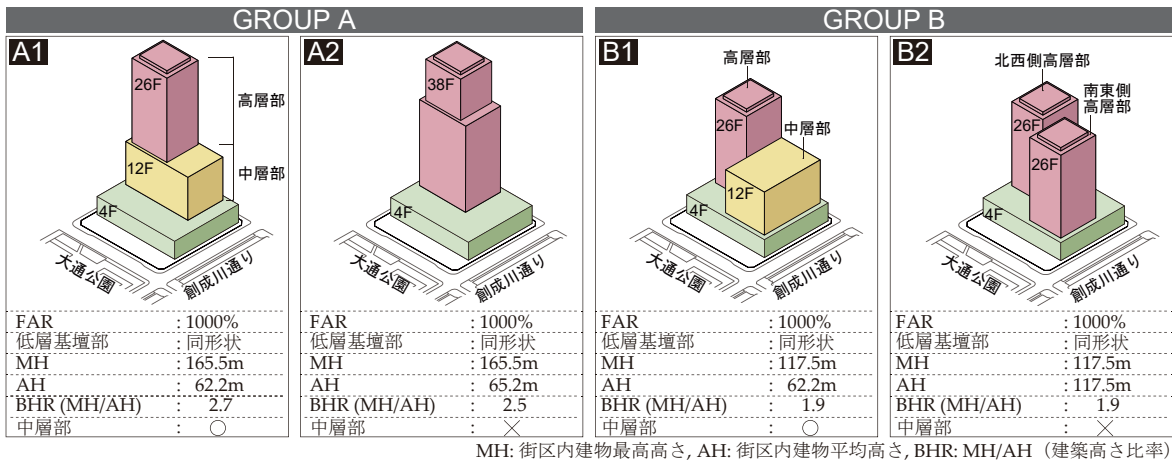 GROUP A
GROUP B
A1
26F
高層部
12F
中層部
4F
大通公園
創成川通り
FAR : 1000%
低層基壇部 : 同形状
MH : 165.5m
AH : 62.2m
BHR (MH/AH) : 2.7
中層部 : ○
A2
38F
4F
大通公園
創成川通り
FAR : 1000%
低層基壇部 : 同形状
MH : 165.5m
AH : 65.2m
BHR (MH/AH) : 2.5
中層部 : ×
B1
高層部
26F
中層部
12F
4F
大通公園
創成川通り
FAR : 1000%
低層基壇部 : 同形状
MH : 117.5m
AH : 62.2m
BHR (MH/AH) : 1.9
中層部 : ○
B2
北西側高層部
南東側
高層部
26F
26F
4F
大通公園
創成川通り
FAR : 1000%
低層基壇部 : 同形状
MH : 117.5m
AH : 117.5m
BHR (MH/AH) : 1.9
中層部 : ×
MH: 街区内建物最高高さ, AH: 街区内建物平均高さ, BHR: MH/AH（建築高さ比率）